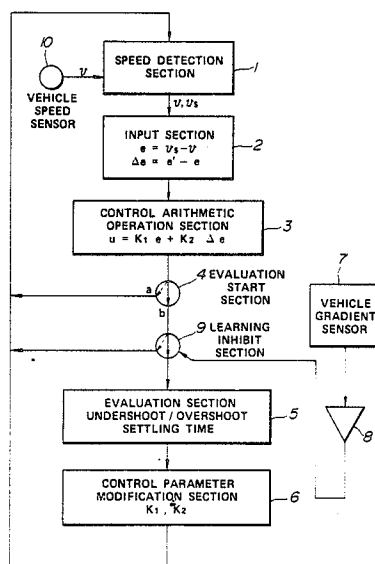 10
v
VEHICLE
SPEED
SENSOR
SPEED DETECTION
SECTION
1
v, vs
INPUT SECTION
e = vs - v
Δe = e' - e
2
CONTROL ARITHMETIC
OPERATION SECTION
u = K1 e + K2 Δe
3
a
b
4 EVALUATION
START
SECTION
7
VEHICLE
GRADIENT
SENSOR
9 LEARNING
INHIBIT
SECTION
EVALUATION SECTION
UNDERSHOOT / OVERSHOOT
SETTLING TIME
5
8
CONTROL PARAMETER
MODIFICATION SECTION
K1, K2
6